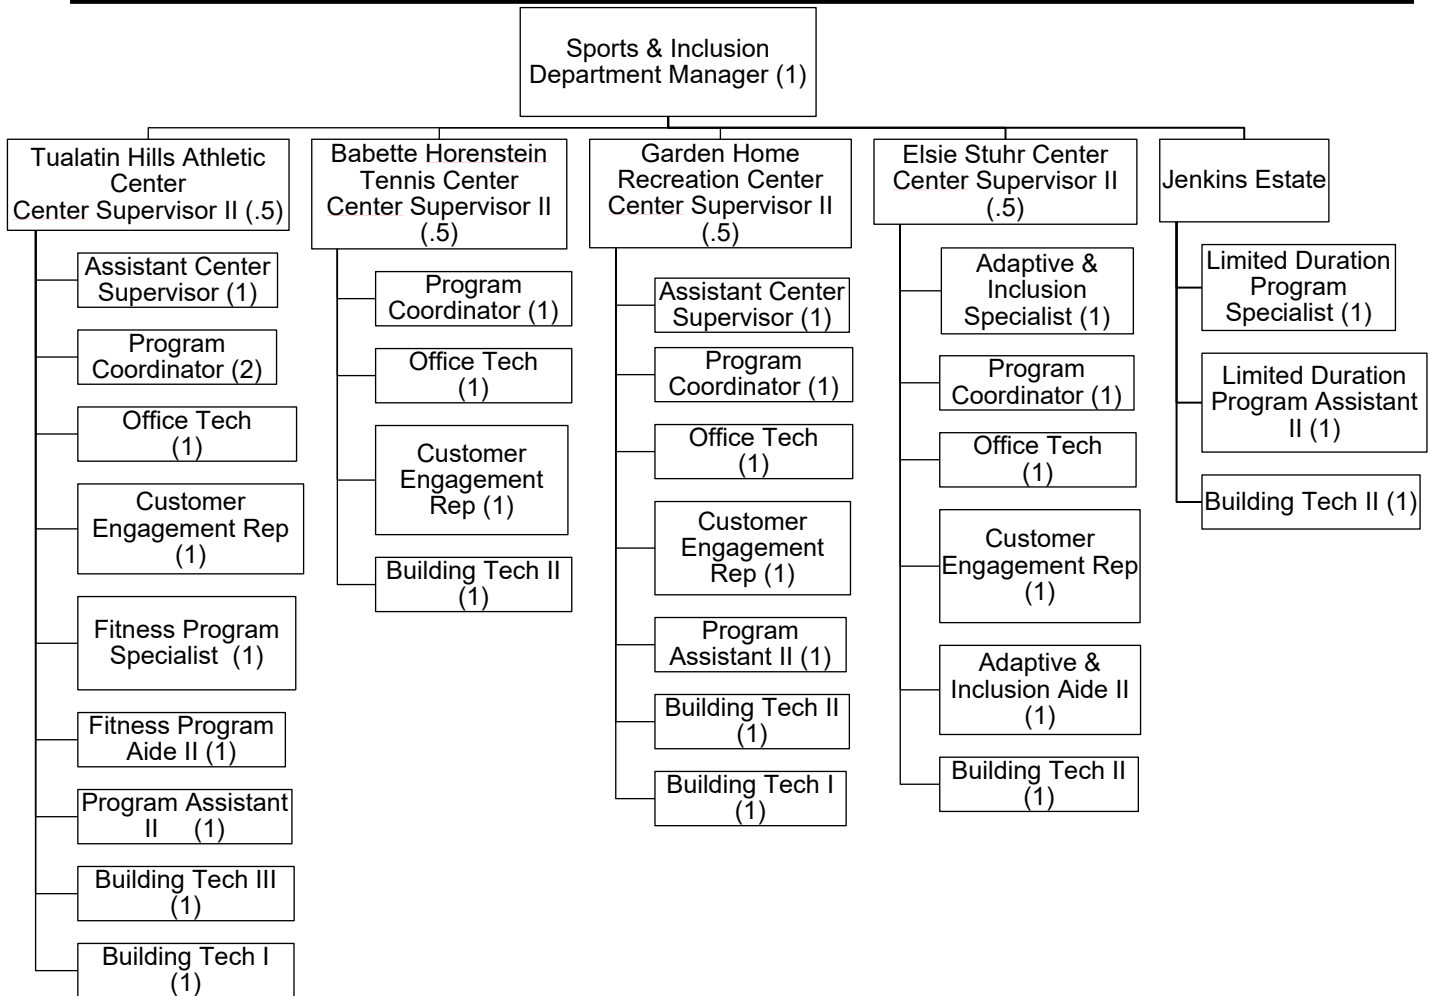 Sports & Inclusion
Department Manager (1)
Tualatin Hills Athletic
Center
Center Supervisor II (.5)
Assistant Center
Supervisor (1)
Program
Coordinator (2)
Office Tech
(1)
Customer
Engagement Rep
(1)
Fitness Program
Specialist (1)
Fitness Program
Aide II (1)
Program Assistant
II (1)
Building Tech III
(1)
Building Tech I
(1)
Babette Horenstein
Tennis Center
Center Supervisor II
(.5)
Program
Coordinator (1)
Office Tech
(1)
Customer
Engagement
Rep (1)
Building Tech II
(1)
Garden Home
Recreation Center
Center Supervisor II
(.5)
Assistant Center
Supervisor (1)
Program
Coordinator (1)
Office Tech
(1)
Customer
Engagement
Rep (1)
Program
Assistant II (1)
Building Tech II
(1)
Building Tech I
(1)
Elsie Stuhr Center
Center Supervisor II
(.5)
Adaptive &
Inclusion
Specialist (1)
Program
Coordinator (1)
Office Tech
(1)
Customer
Engagement Rep
(1)
Adaptive &
Inclusion Aide II
(1)
Building Tech II
(1)
Jenkins Estate
Limited Duration
Program
Specialist (1)
Limited Duration
Program Assistant
II (1)
Building Tech II (1)